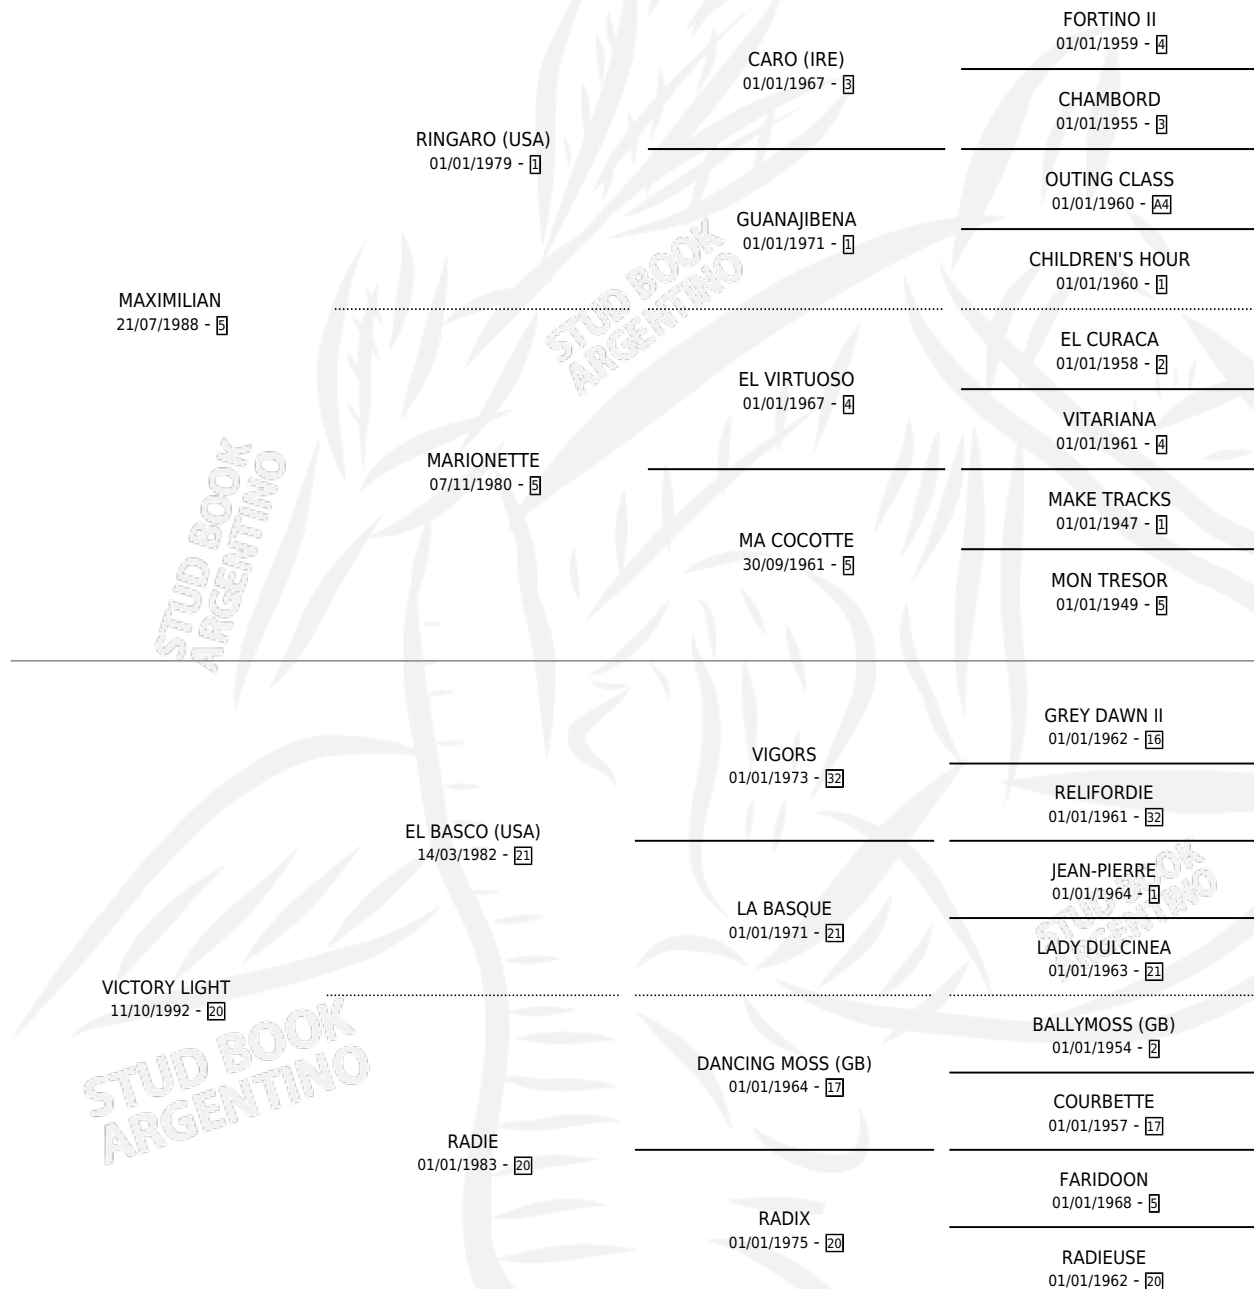 FORTINO II
01/01/1959 - 4
CARO (IRE)
01/01/1967 - 3
CHAMBORD
01/01/1955 - 3
RINGARO (USA)
01/01/1979 - 1
OUTING CLASS
01/01/1960 - A4
GUANAJIBENA
01/01/1971 - 1
CHILDREN'S HOUR
01/01/1960 - 1
MAXIMILIAN
21/07/1988 - 5
EL CURACA
01/01/1958 - 2
EL VIRTUOSO
01/01/1967 - 4
VITARIANA
01/01/1961 - 4
MARIONETTE
07/11/1980 - 5
MAKE TRACKS
01/01/1947 - 1
MA COCOTTE
30/09/1961 - 5
MON TRESOR
01/01/1949 - 5
GREY DAWN II
01/01/1962 - 16
VIGORS
01/01/1973 - 32
RELIFORDIE
01/01/1961 - 32
EL BASCO (USA)
14/03/1982 - 21
JEAN-PIERRE
01/01/1964 - 1
LA BASQUE
01/01/1971 - 21
LADY DULCINEA
01/01/1963 - 21
VICTORY LIGHT
11/10/1992 - 20
BALLYMOSS (GB)
01/01/1954 - 2
DANCING MOSS (GB)
01/01/1964 - 17
COURBETTE
01/01/1957 - 17
RADIE
01/01/1983 - 20
FARIDOON
01/01/1968 - 5
RADIX
01/01/1975 - 20
RADIEUSE
01/01/1962 - 20
STUD BOOK
ARGENTINO
STUD BOOK
ARGENTINO
STUD BOOK
ARGENTINO
STUD BOOK
ARGENTINO